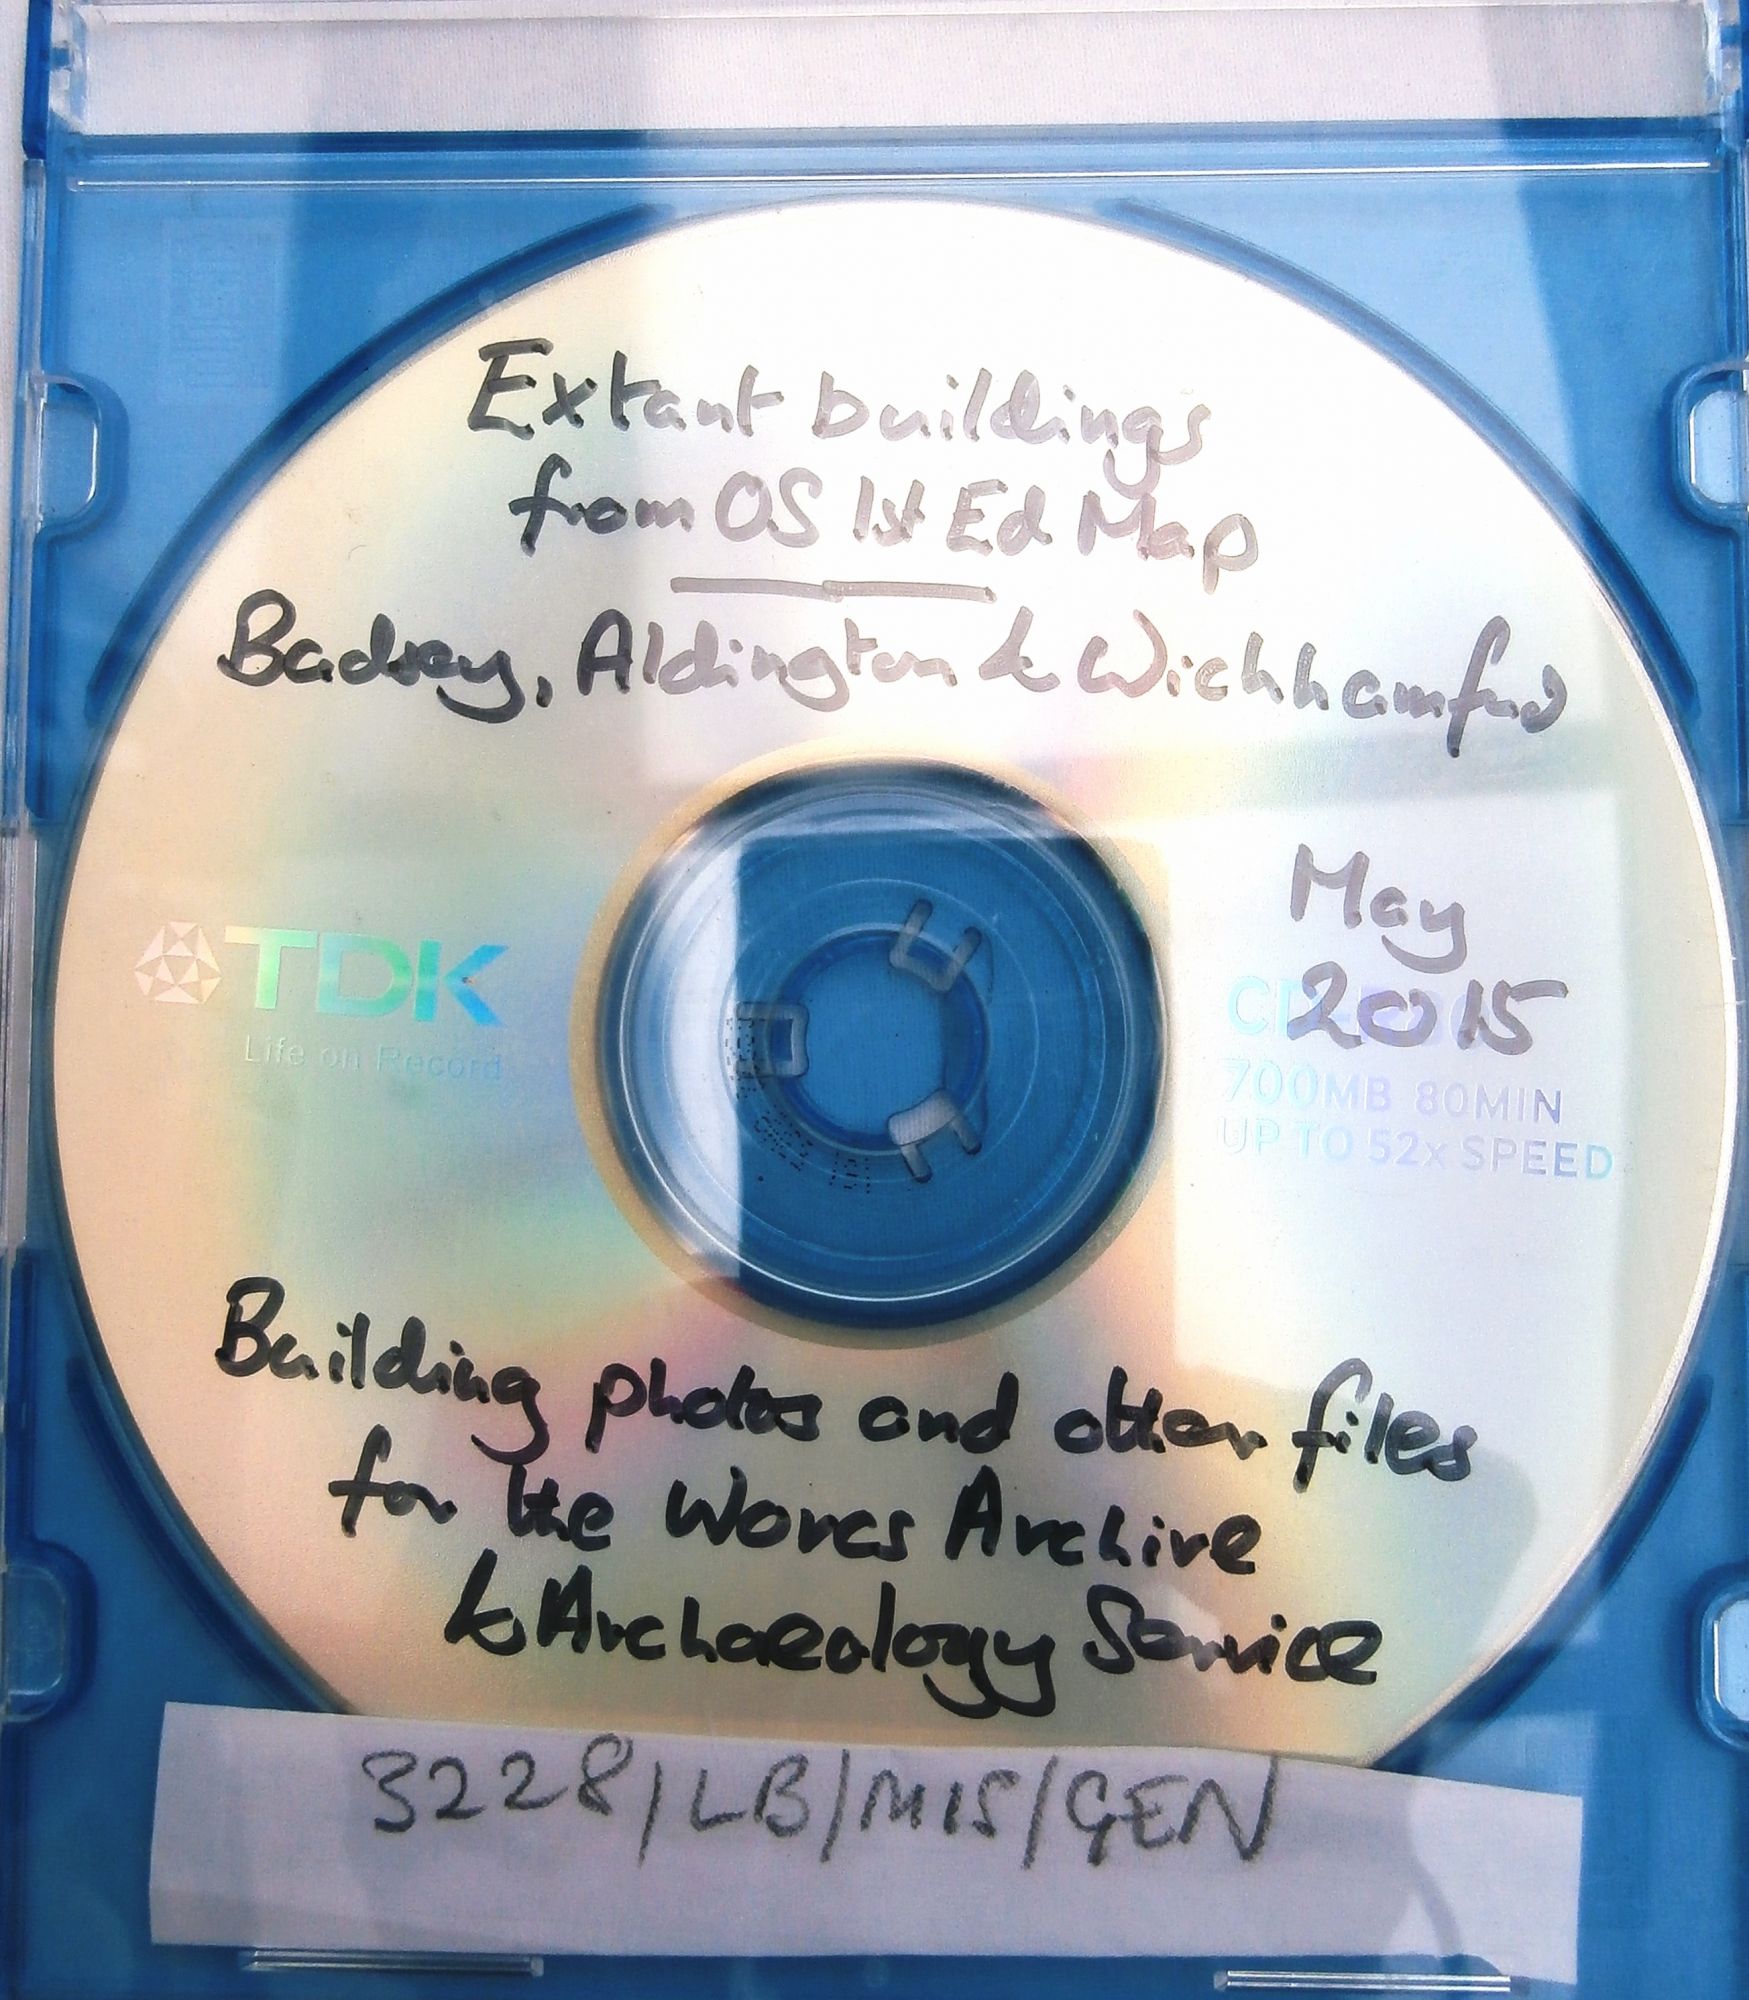 Extant buildings
from OS 1st Ed Map
Badsey, Aldington & Wickhamford
May
2015
TDK
Life on Record
700MB 80MIN
UP TO 52x SPEED
Building photos and other files
for the Worcs Archive
& Archaeology Service
3228/LB/MIS/GEN